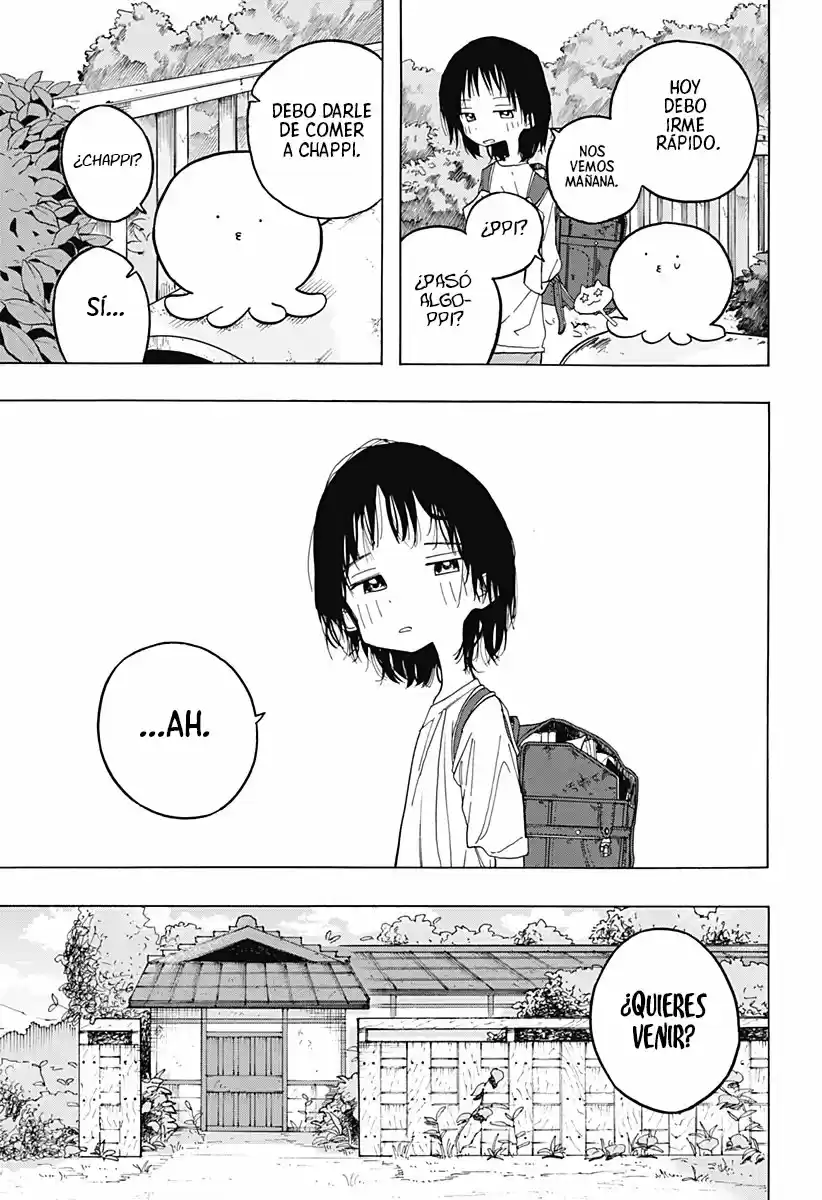 HOY
DEBO
IRME
RÁPIDO.
NOS
VEMOS
MAÑANA.
¿PPI?
¿PASÓ
ALGO-
PPI?
DEBO DARLE
DE COMER
A CHAPPI.
¿CHAPPI?
SÍ...
...AH.
¿QUIERES
VENIR?